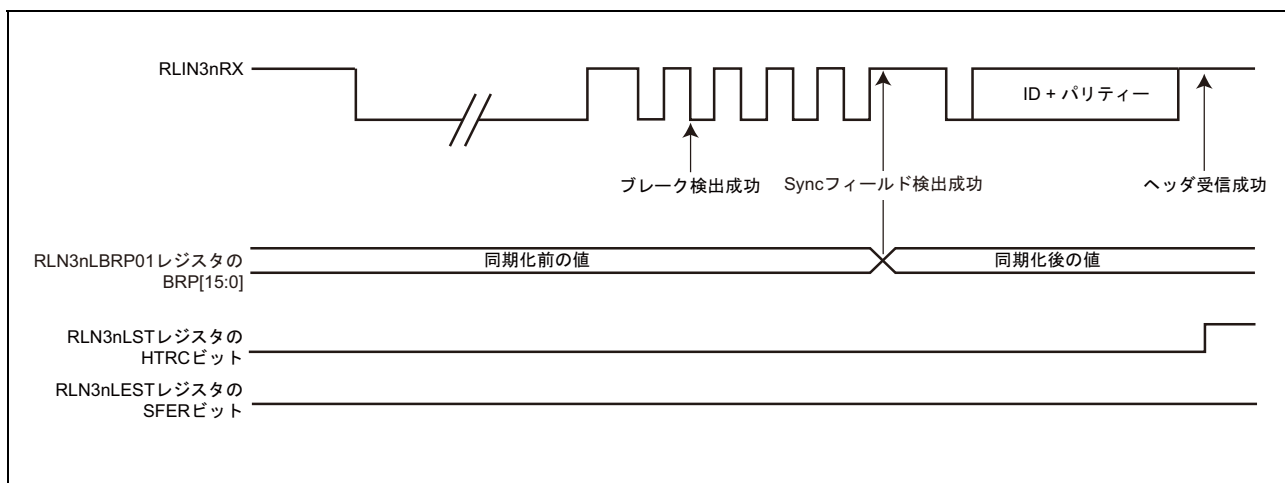 RLIN3nRX
ID + パリティー
ブレーク検出成功
Syncフィールド検出成功
ヘッダ受信成功
RLN3nLBRP01レジスタの
BRP[15:0]
同期化前の値
同期化後の値
RLN3nLSTレジスタの
HTRCビット
RLN3nLESTレジスタの
SFERビット